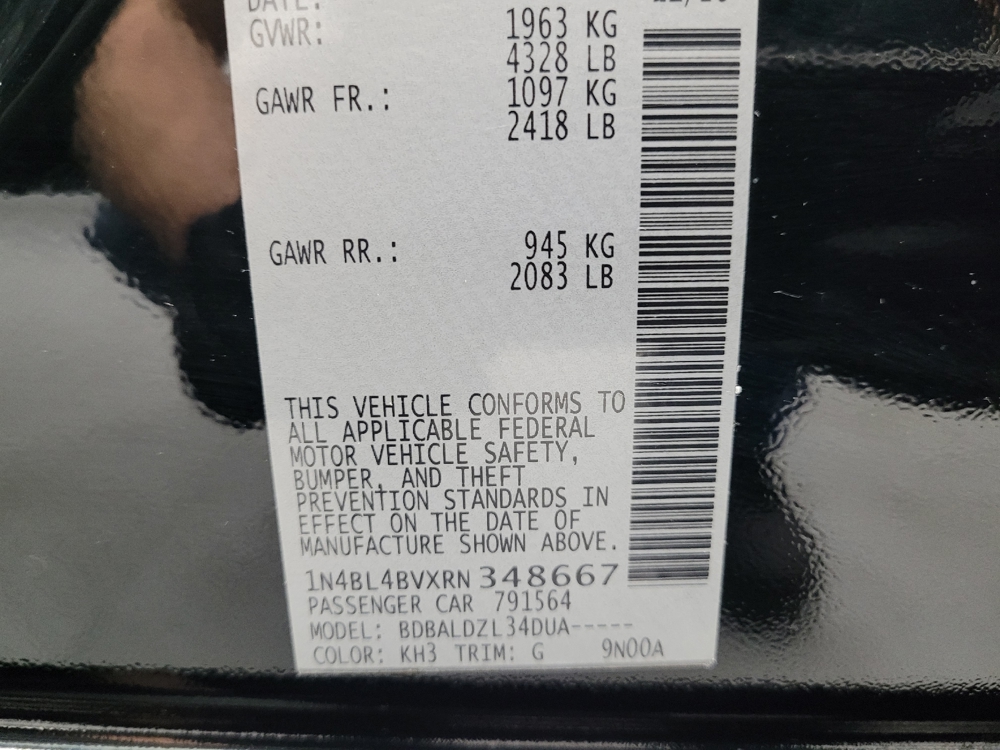 DATE:
GVWR: 1963 KG
4328 LB
GAWR FR.: 1097 KG
2418 LB
GAWR RR.: 945 KG
2083 LB
THIS VEHICLE CONFORMS TO
ALL APPLICABLE FEDERAL
MOTOR VEHICLE SAFETY,
BUMPER, AND THEFT
PREVENTION STANDARDS IN
EFFECT ON THE DATE OF
MANUFACTURE SHOWN ABOVE.
1N4BL4BVXRN348667
PASSENGER CAR 791564
MODEL: BDBALDZL34DUA-----
COLOR: KH3 TRIM: G 9N00A